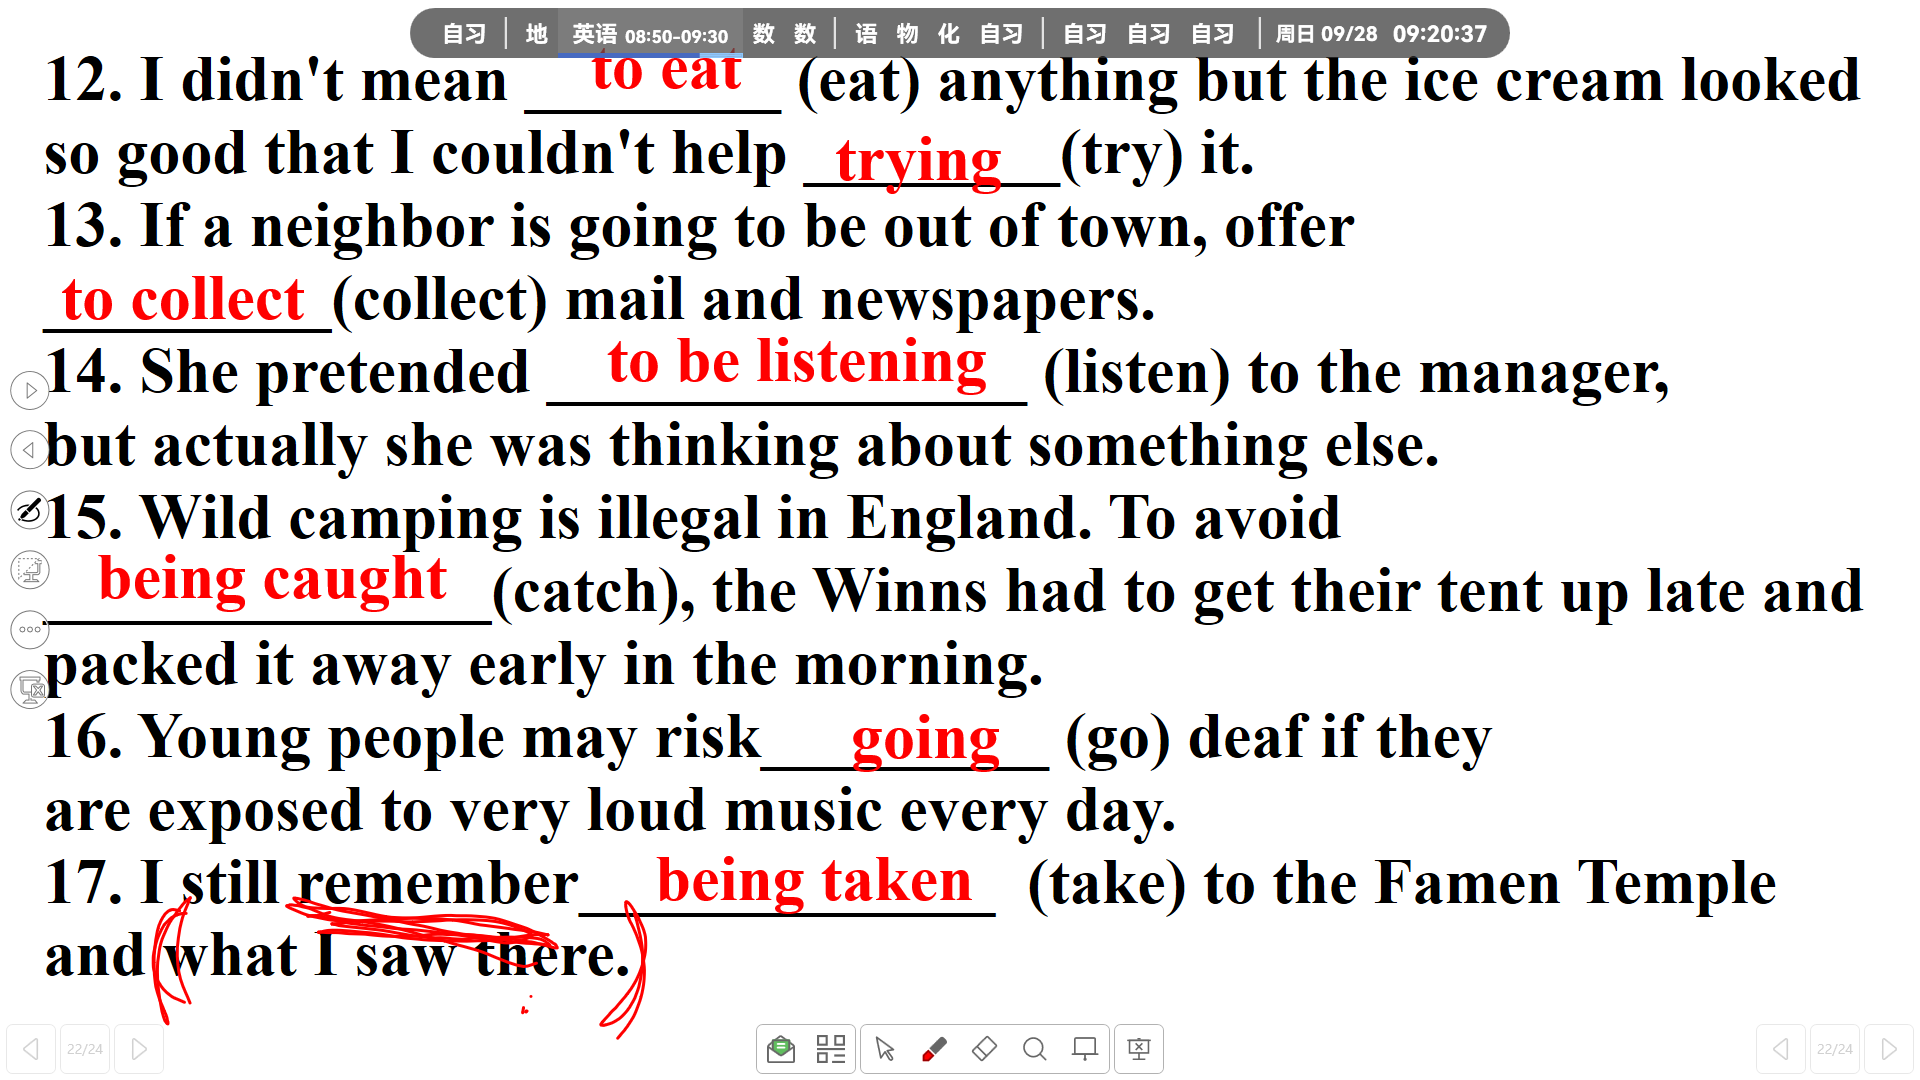 自习 | 地 英语 08:50-09:30 数 数 | 语 物 化 自习 | 自习 自习 自习 | 周日 09/28 09:20:37
12. I didn't mean to eat (eat) anything but the ice cream looked
so good that I couldn't help trying (try) it.
13. If a neighbor is going to be out of town, offer
to collect (collect) mail and newspapers.
14. She pretended to be listening (listen) to the manager,
but actually she was thinking about something else.
15. Wild camping is illegal in England. To avoid
being caught (catch), the Winns had to get their tent up late and
packed it away early in the morning.
16. Young people may risk going (go) deaf if they
are exposed to very loud music every day.
17. I still remember being taken (take) to the Famen Temple
and what I saw there.
22/24 22/24